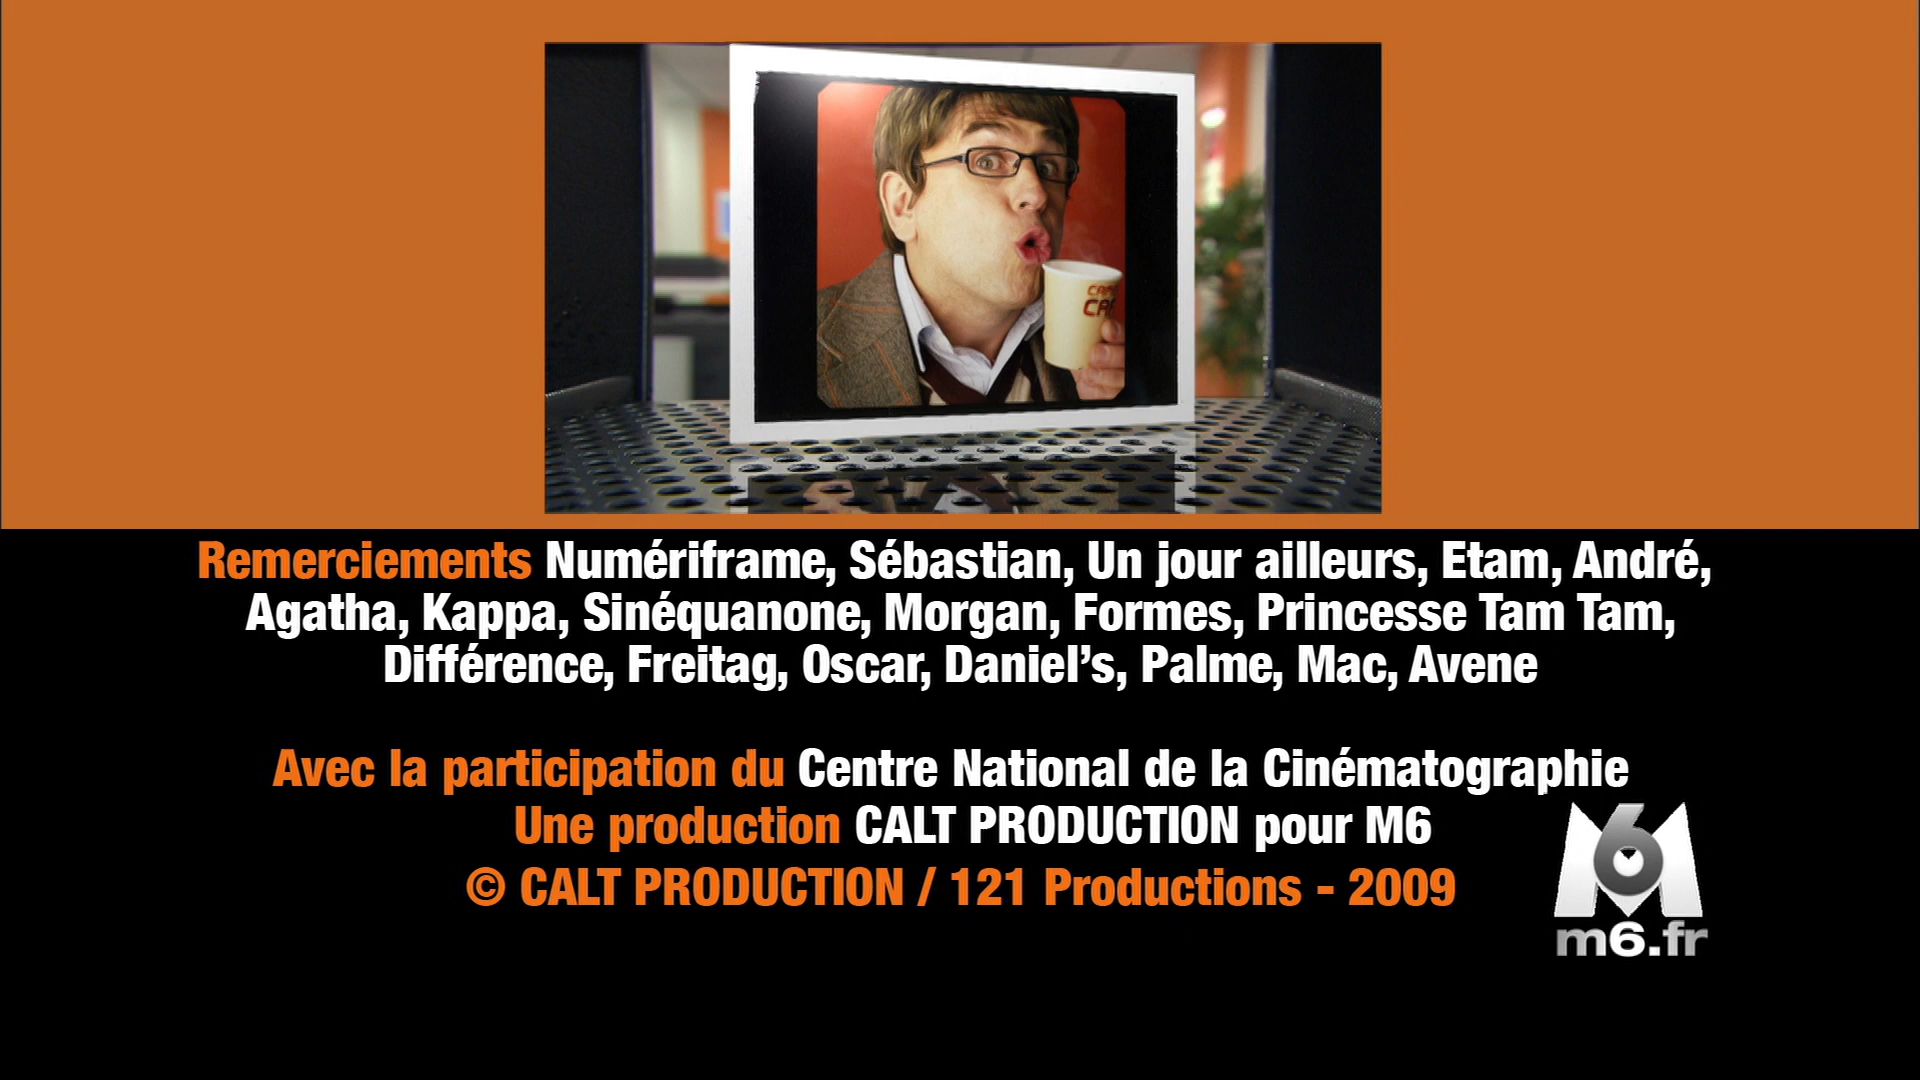 CA
CAF
Remerciements Numériframe, Sébastian, Un jour ailleurs, Etam, André,
Agatha, Kappa, Sinéquanone, Morgan, Formes, Princesse Tam Tam,
Différence, Freitag, Oscar, Daniel’s, Palme, Mac, Avene
Avec la participation du Centre National de la Cinématographie
Une production CALT PRODUCTION pour M6
© CALT PRODUCTION / 121 Productions - 2009
M6
m6.fr